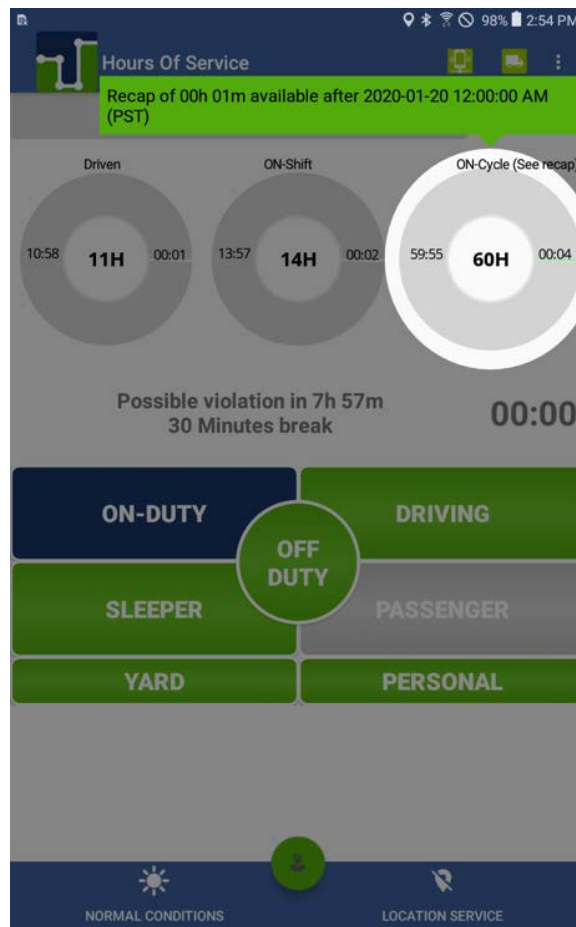 98% 2:54 PM
Hours Of Service
Recap of 00h 01m available after 2020-01-20 12:00:00 AM
(PST)
Driven
ON-Shift
ON-Cycle (See recap)
10:58 11H 00:01
13:57 14H 00:02
59:55 60H 00:04
Possible violation in 7h 57m
30 Minutes break
00:00
ON-DUTY
DRIVING
OFF
DUTY
SLEEPER
PASSENGER
YARD
PERSONAL
NORMAL CONDITIONS
LOCATION SERVICE